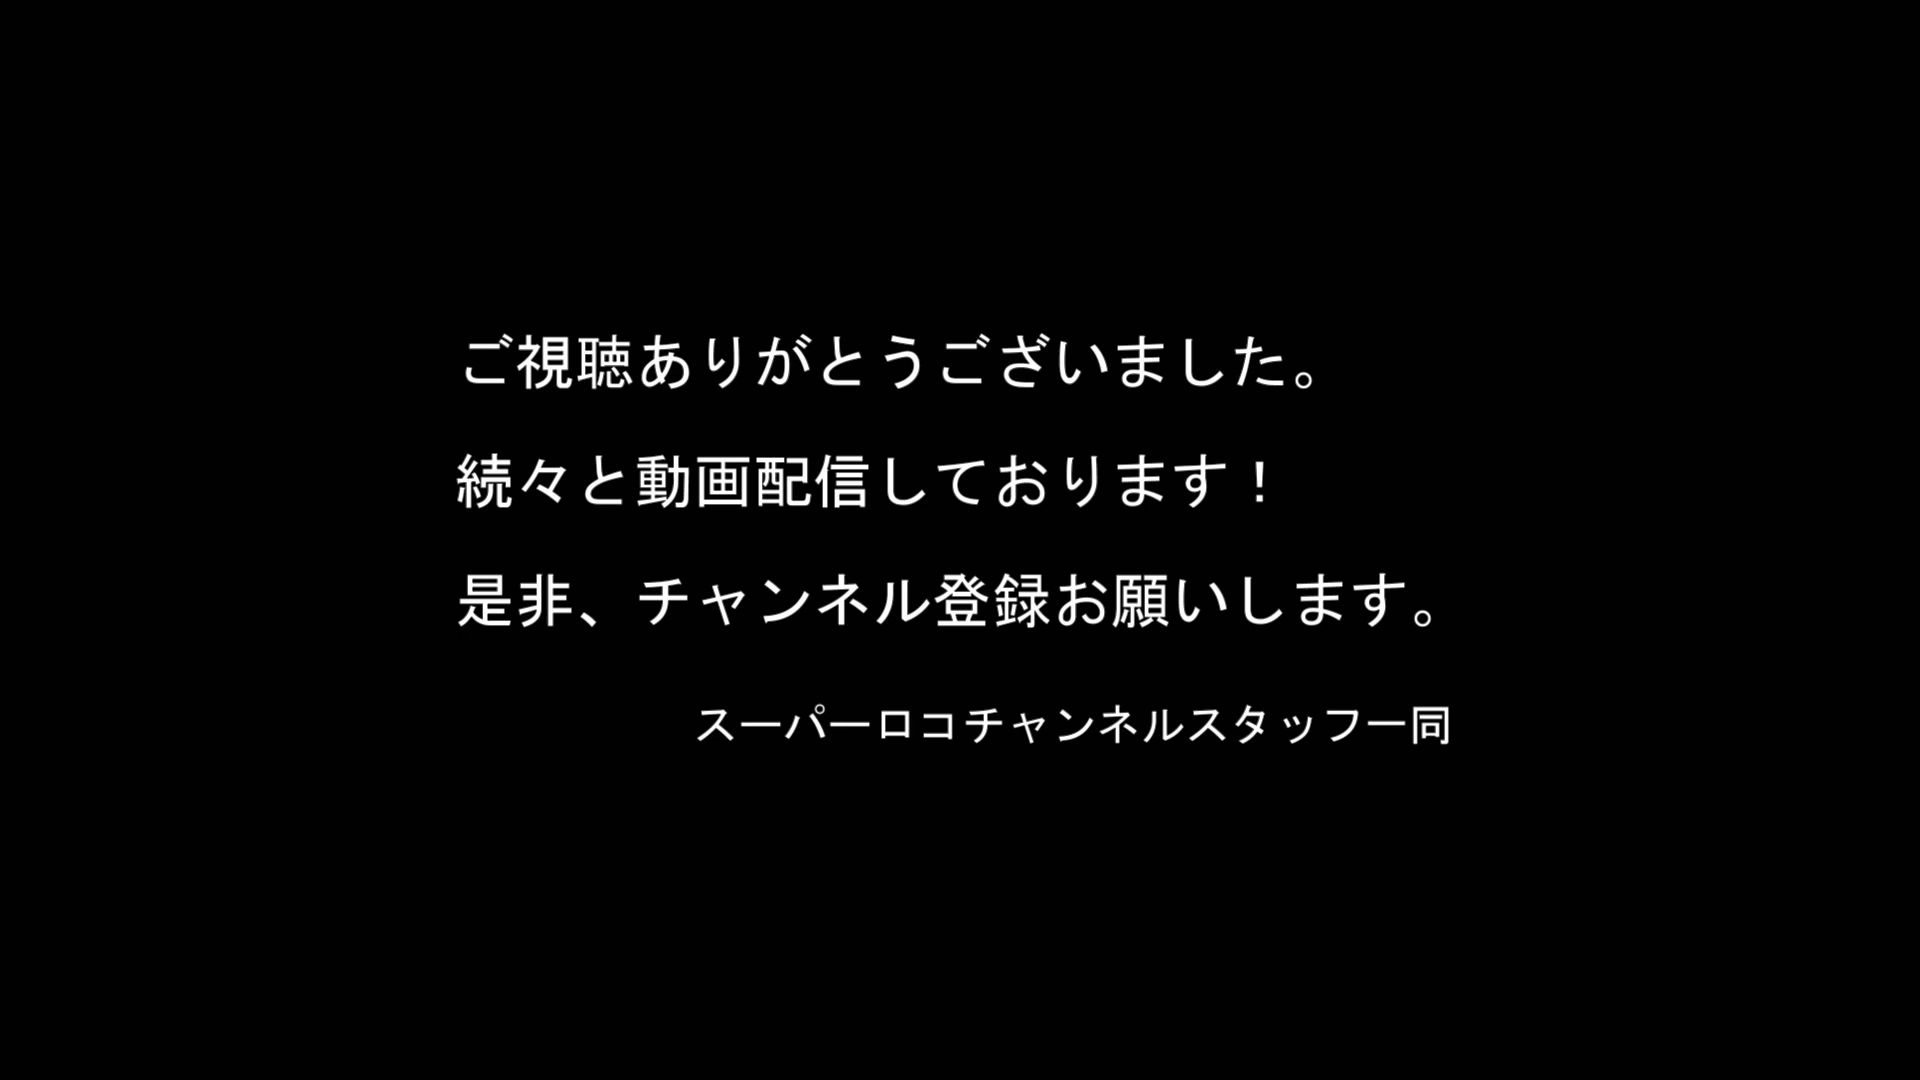 ご視聴ありがとうございました。
続々と動画配信しております！
是非、チャンネル登録お願いします。
スーパーロコチャンネルスタッフ一同